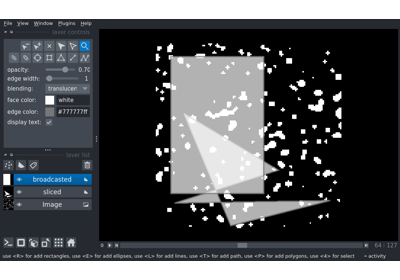 File View Window Plugins Help
layer controls
opacity: 0.70
edge width: 1
blending: translucen
face color: white
edge color: #777777ff
display text:
layer list
broadcasted
sliced
Image
64 127
use <R> for add rectangles, use <E> for add ellipses, use <L> for add lines, use <T> for add path, use <P> for add polygons, use <4> for select
activity